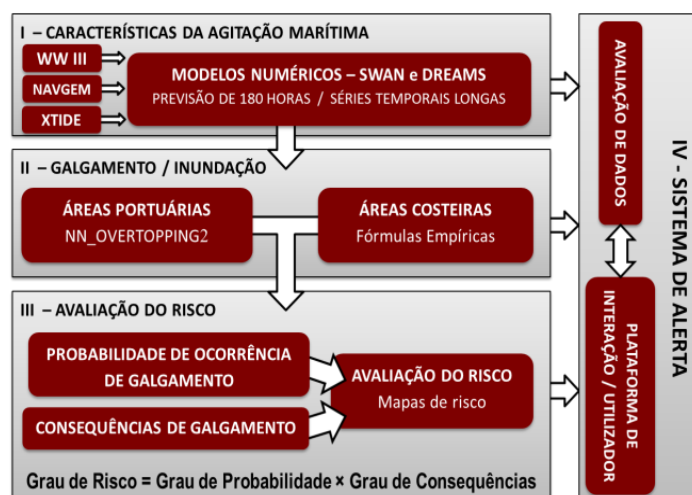 I – CARACTERÍSTICAS DA AGITAÇÃO MARÍTIMA
WW III
NAVGEM
XTIDE
MODELOS NUMÉRICOS – SWAN e DREAMS
PREVISÃO DE 180 HORAS / SÉRIES TEMPORAIS LONGAS
II – GALGAMENTO / INUNDAÇÃO
ÁREAS PORTUÁRIAS
NN_OVERTOPPING2
ÁREAS COSTEIRAS
Fórmulas Empíricas
III – AVALIAÇÃO DO RISCO
PROBABILIDADE DE OCORRÊNCIA
DE GALGAMENTO
CONSEQUÊNCIAS DE GALGAMENTO
AVALIAÇÃO DO RISCO
Mapas de risco
Grau de Risco = Grau de Probabilidade × Grau de Consequências
AVALIAÇÃO DE DADOS
PLATAFORMA DE
INTERAÇÃO / UTILIZADOR
IV - SISTEMA DE ALERTA